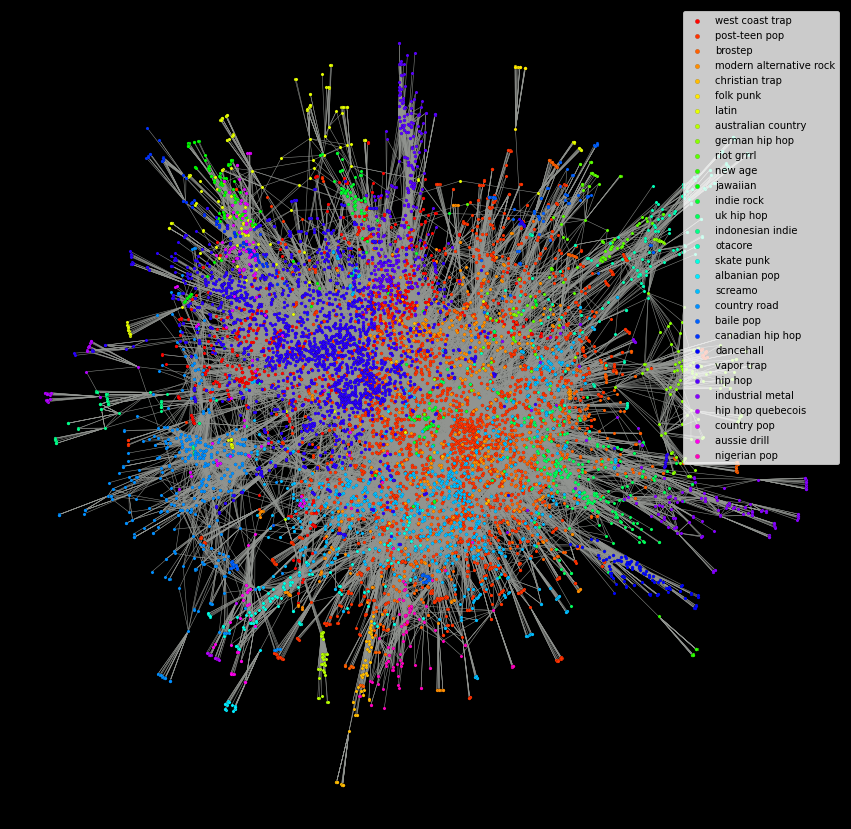 west coast trap
post-teen pop
brostep
modern alternative rock
christian trap
folk punk
latin
australian country
german hip hop
riot grrrl
new age
jawaiian
indie rock
uk hip hop
indonesian indie
otacore
skate punk
albanian pop
screamo
country road
baile pop
canadian hip hop
dancehall
vapor trap
hip hop
industrial metal
hip hop quebecois
country pop
aussie drill
nigerian pop